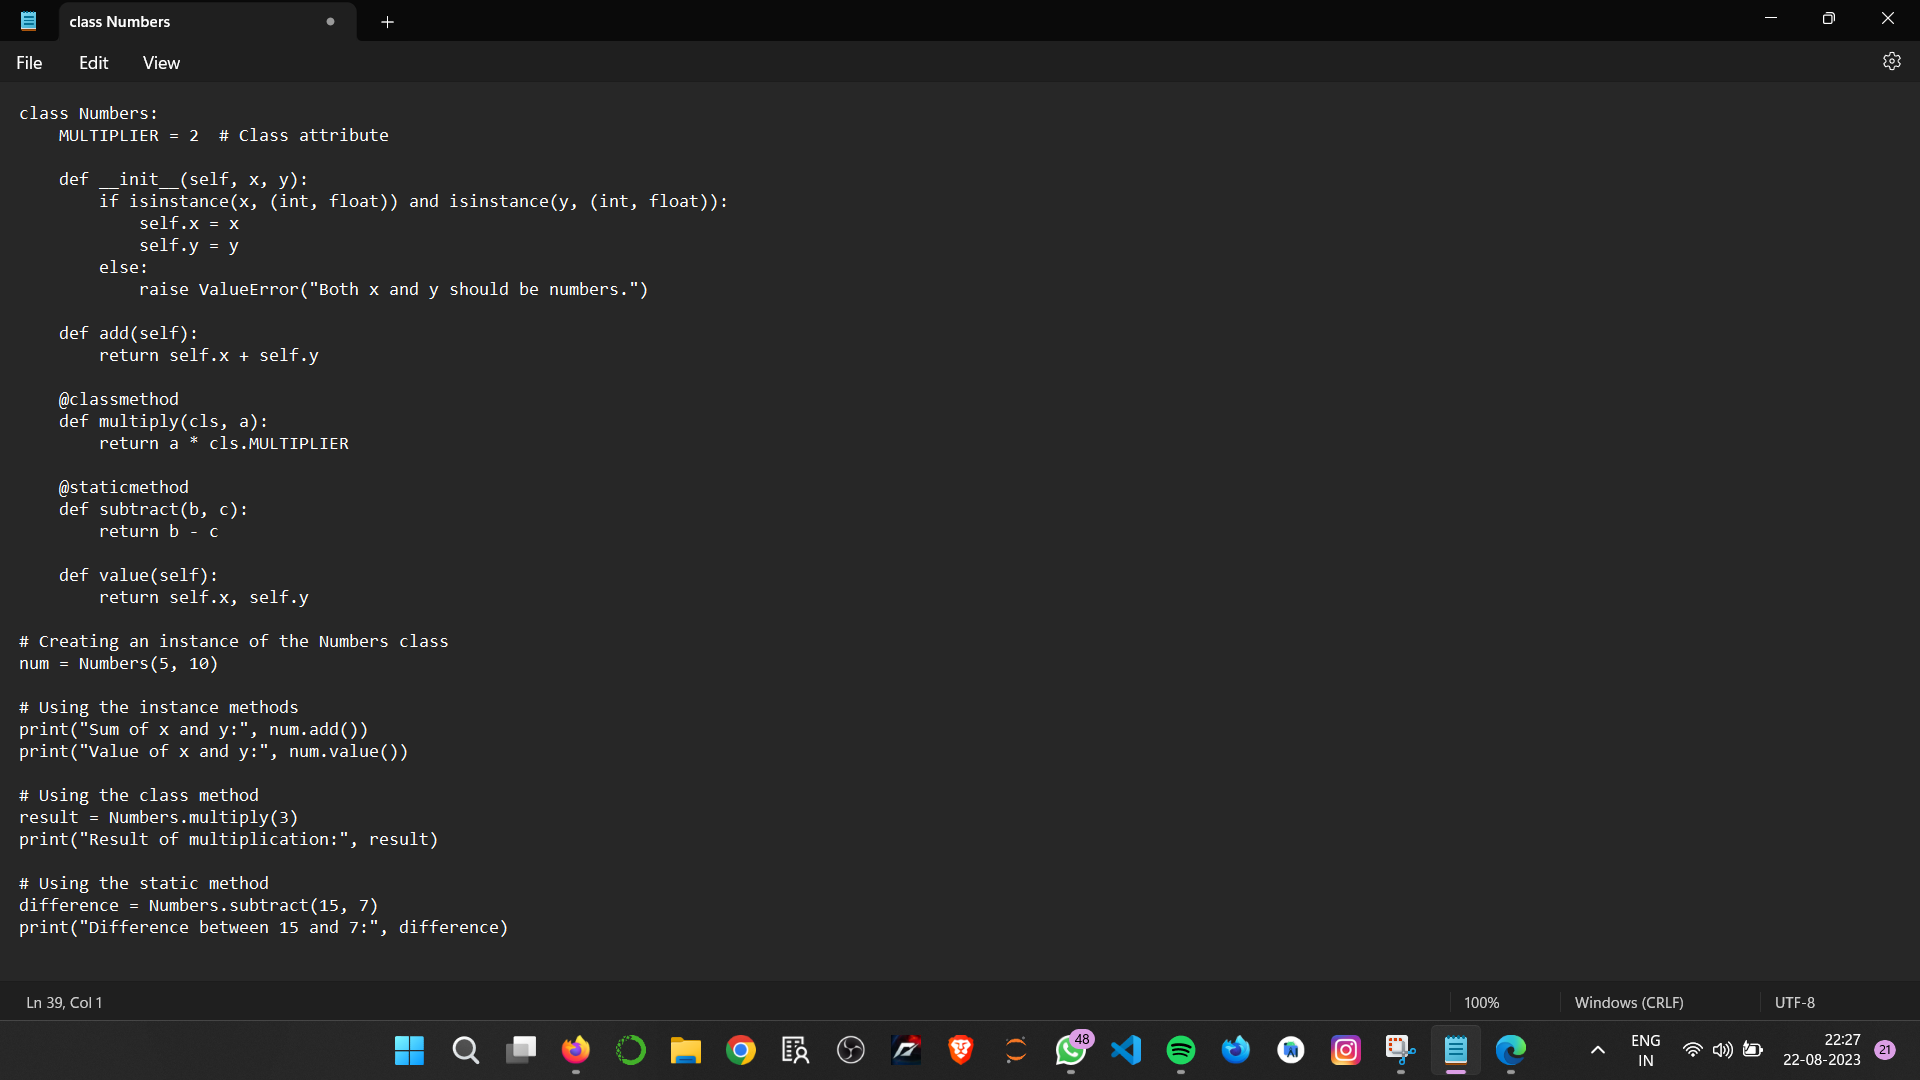 class Numbers
File Edit View
class Numbers:
    MULTIPLIER = 2  # Class attribute

    def __init__(self, x, y):
        if isinstance(x, (int, float)) and isinstance(y, (int, float)):
            self.x = x
            self.y = y
        else:
            raise ValueError("Both x and y should be numbers.")

    def add(self):
        return self.x + self.y

    @classmethod
    def multiply(cls, a):
        return a * cls.MULTIPLIER

    @staticmethod
    def subtract(b, c):
        return b - c

    def value(self):
        return self.x, self.y

# Creating an instance of the Numbers class
num = Numbers(5, 10)

# Using the instance methods
print("Sum of x and y:", num.add())
print("Value of x and y:", num.value())

# Using the class method
result = Numbers.multiply(3)
print("Result of multiplication:", result)

# Using the static method
difference = Numbers.subtract(15, 7)
print("Difference between 15 and 7:", difference)
Ln 39, Col 1 100% Windows (CRLF) UTF-8
48
ENG
IN
22:27
22-08-2023
21